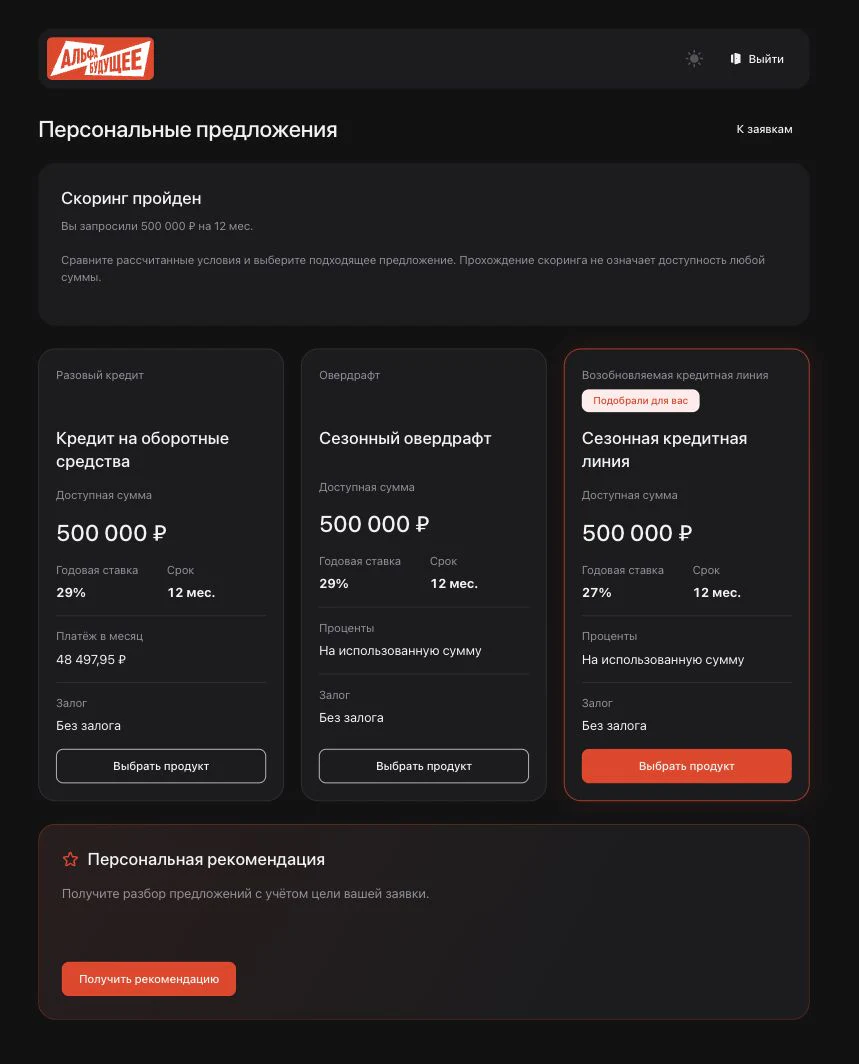 АЛЬФА
БУДУЩЕЕ
Выйти
Персональные предложения
К заявкам
Скоринг пройден
Вы запросили 500 000 ₽ на 12 мес.
Сравните рассчитанные условия и выберите подходящее предложение. Прохождение скоринга не означает доступность любой
суммы.
Разовый кредит
Кредит на оборотные
средства
Доступная сумма
500 000 ₽
Годовая ставка
Срок
29%
12 мес.
Платёж в месяц
48 497,95 ₽
Залог
Без залога
Выбрать продукт
Овердрафт
Сезонный овердрафт
Доступная сумма
500 000 ₽
Годовая ставка
Срок
29%
12 мес.
Проценты
На использованную сумму
Залог
Без залога
Выбрать продукт
Возобновляемая кредитная линия
Подобрали для вас
Сезонная кредитная
линия
Доступная сумма
500 000 ₽
Годовая ставка
Срок
27%
12 мес.
Проценты
На использованную сумму
Залог
Без залога
Выбрать продукт
Персональная рекомендация
Получите разбор предложений с учётом цели вашей заявки.
Получить рекомендацию